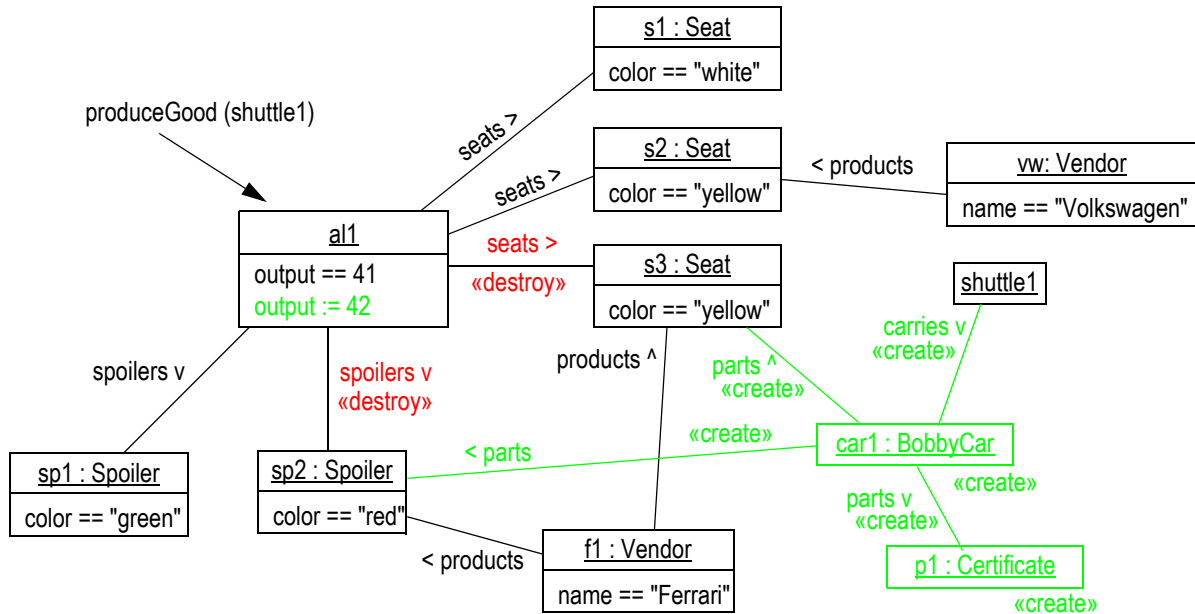 s1 : Seat
color == "white"
produceGood (shuttle1)
seats >
s2 : Seat
color == "yellow"
< products
vw: Vendor
name == "Volkswagen"
seats >
al1
output == 41
output := 42
seats >
«destroy»
s3 : Seat
color == "yellow"
shuttle1
carries v
«create»
products ^
parts ^
«create»
spoilers v
spoilers v
«destroy»
«create»
< parts
car1 : BobbyCar
«create»
sp1 : Spoiler
color == "green"
sp2 : Spoiler
color == "red"
parts v
«create»
< products
f1 : Vendor
name == "Ferrari"
p1 : Certificate
«create»